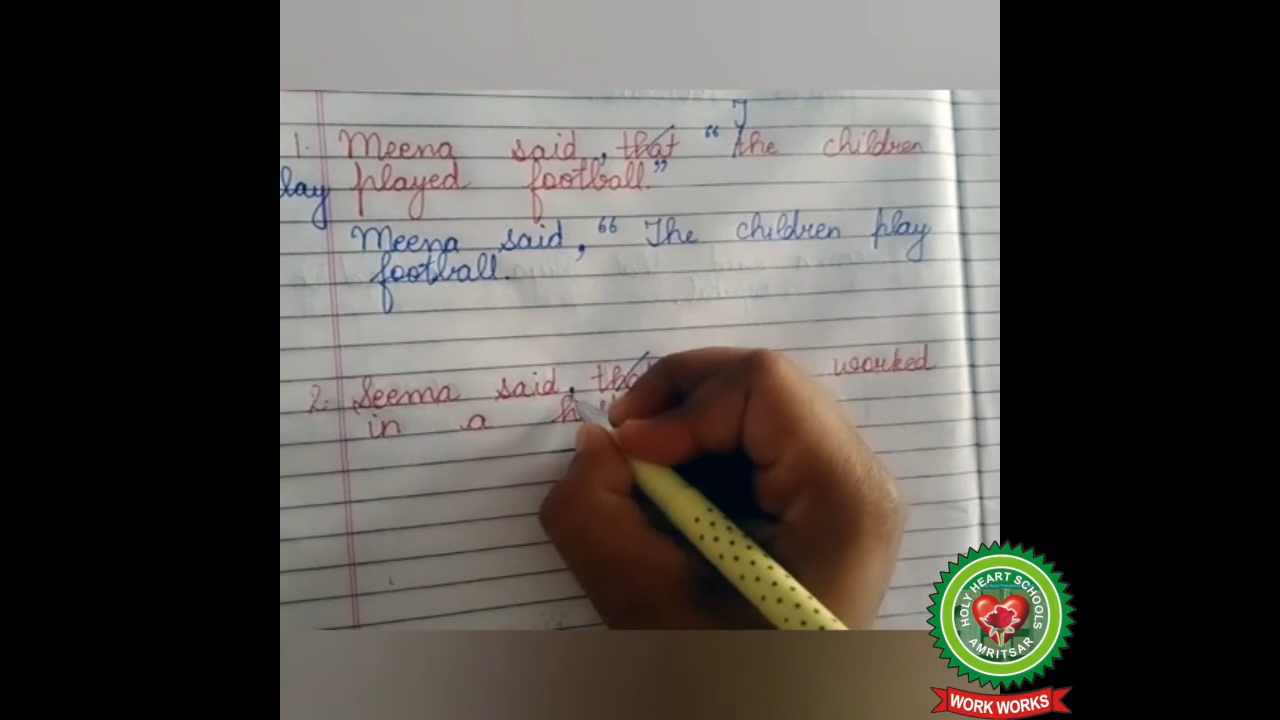 T
1. Meena said, that “ the children
lay played football”
Meena said, “ The children play
football.
2. Seema said, that worked
in a
HOLY HEART SCHOOLS
AMRITSAR
WORK WORKS